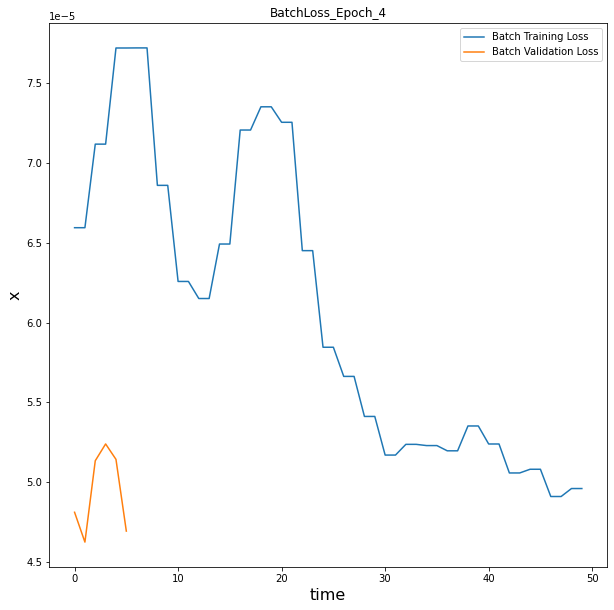 BatchLoss_Epoch_4
1e−5
Batch Training Loss
Batch Validation Loss
7.5
7.0
6.5
6.0
5.5
5.0
4.5
x
0 10 20 30 40 50
time